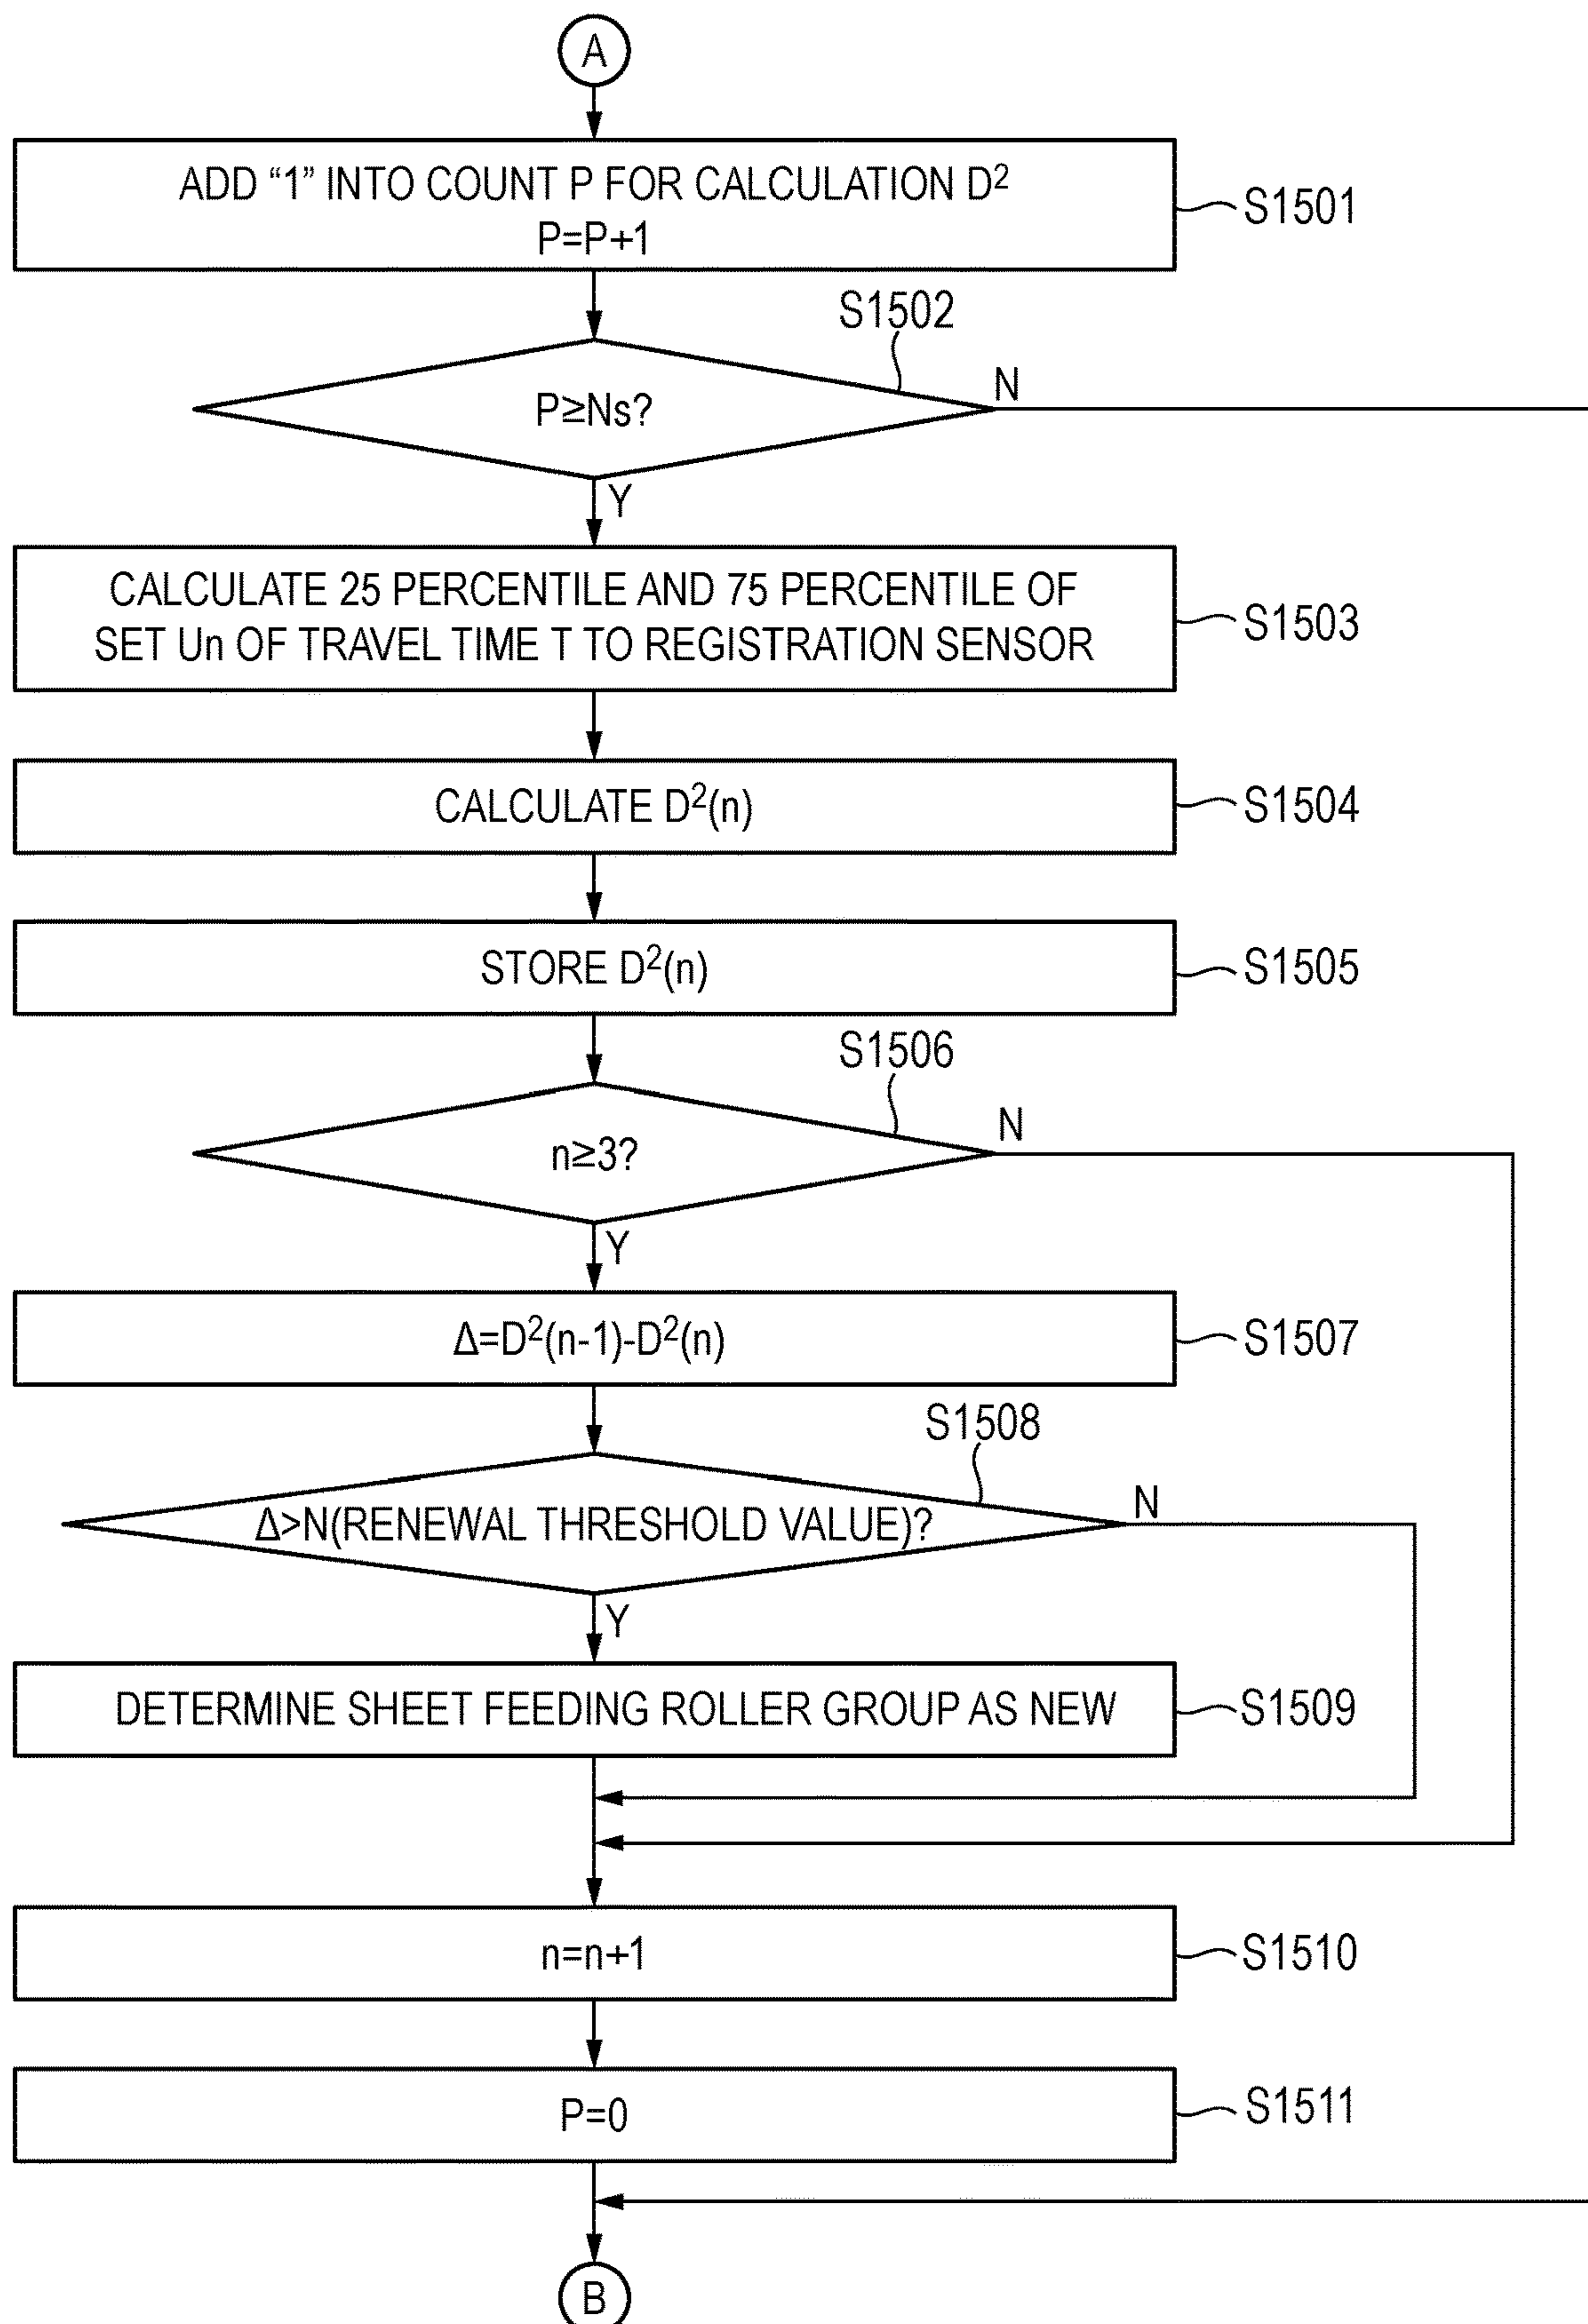 A
ADD “1” INTO COUNT P FOR CALCULATION D²
P=P+1
S1501
S1502
P≥Ns?
N
Y
CALCULATE 25 PERCENTILE AND 75 PERCENTILE OF
SET Un OF TRAVEL TIME T TO REGISTRATION SENSOR
S1503
CALCULATE D²(n)
S1504
STORE D²(n)
S1505
S1506
n≥3?
N
Y
Δ=D²(n-1)-D²(n)
S1507
S1508
Δ>N(RENEWAL THRESHOLD VALUE)?
N
Y
DETERMINE SHEET FEEDING ROLLER GROUP AS NEW
S1509
n=n+1
S1510
P=0
S1511
B